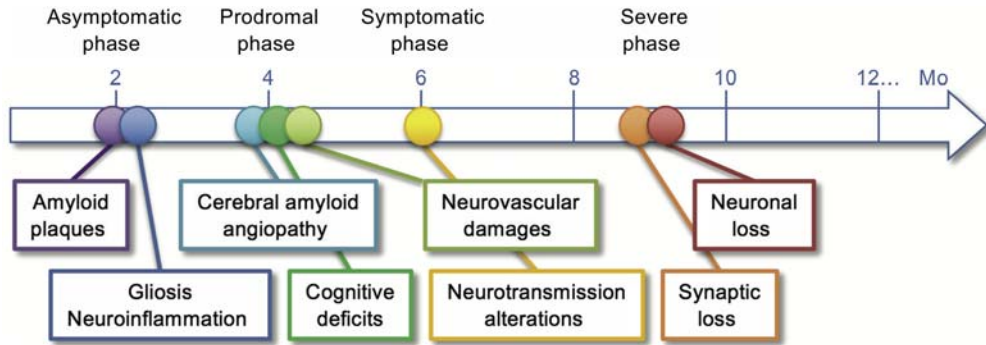 Asymptomatic
phase
Prodromal
phase
Symptomatic
phase
Severe
phase
2
4
6
8
10
12... Mo
Amyloid
plaques
Cerebral amyloid
angiopathy
Neurovascular
damages
Neuronal
loss
Gliosis
Neuroinflammation
Cognitive
deficits
Neurotransmission
alterations
Synaptic
loss